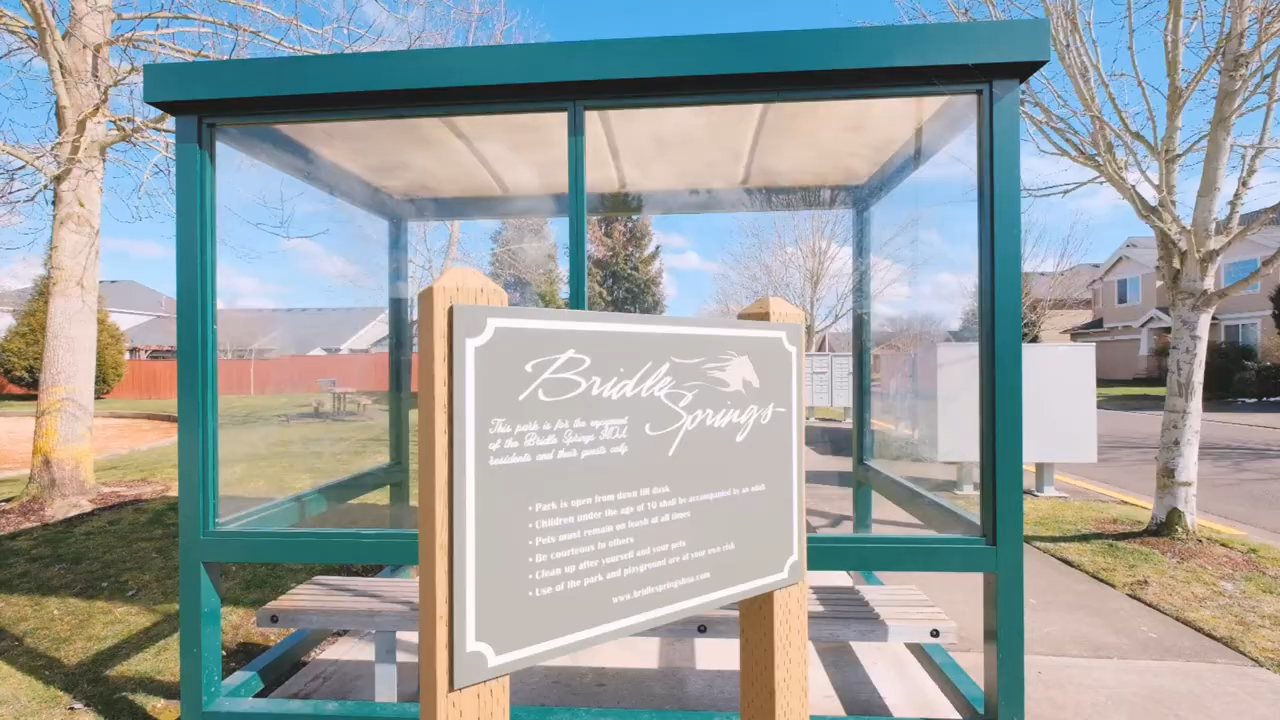 Bridle
Springs
This park is for the enjoyment
of the Bridle Springs H.O.A.
residents and their guests only.
• Park is open from dawn till dusk
• Children under the age of 10 shall be accompanied by an adult
• Pets must remain on leash at all times
• Be courteous to others
• Clean up after yourself and your pets
• Use of the park and playground are at your own risk
www.bridlespringshoa.com